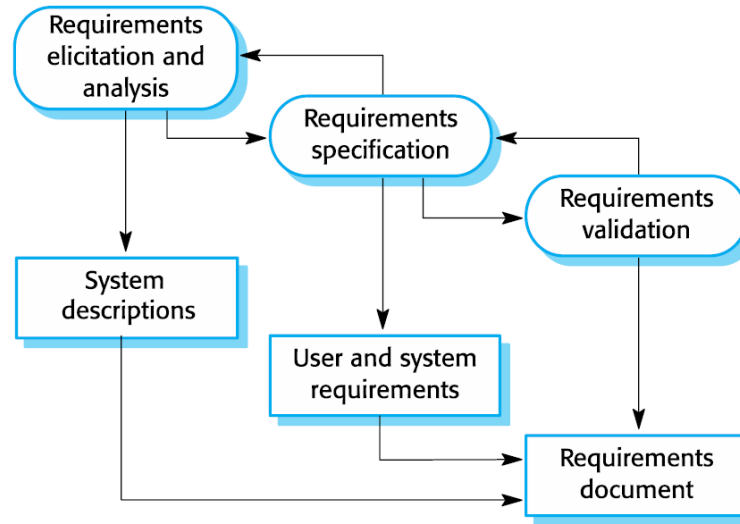 Requirements
elicitation and
analysis
Requirements
specification
Requirements
validation
System
descriptions
User and system
requirements
Requirements
document